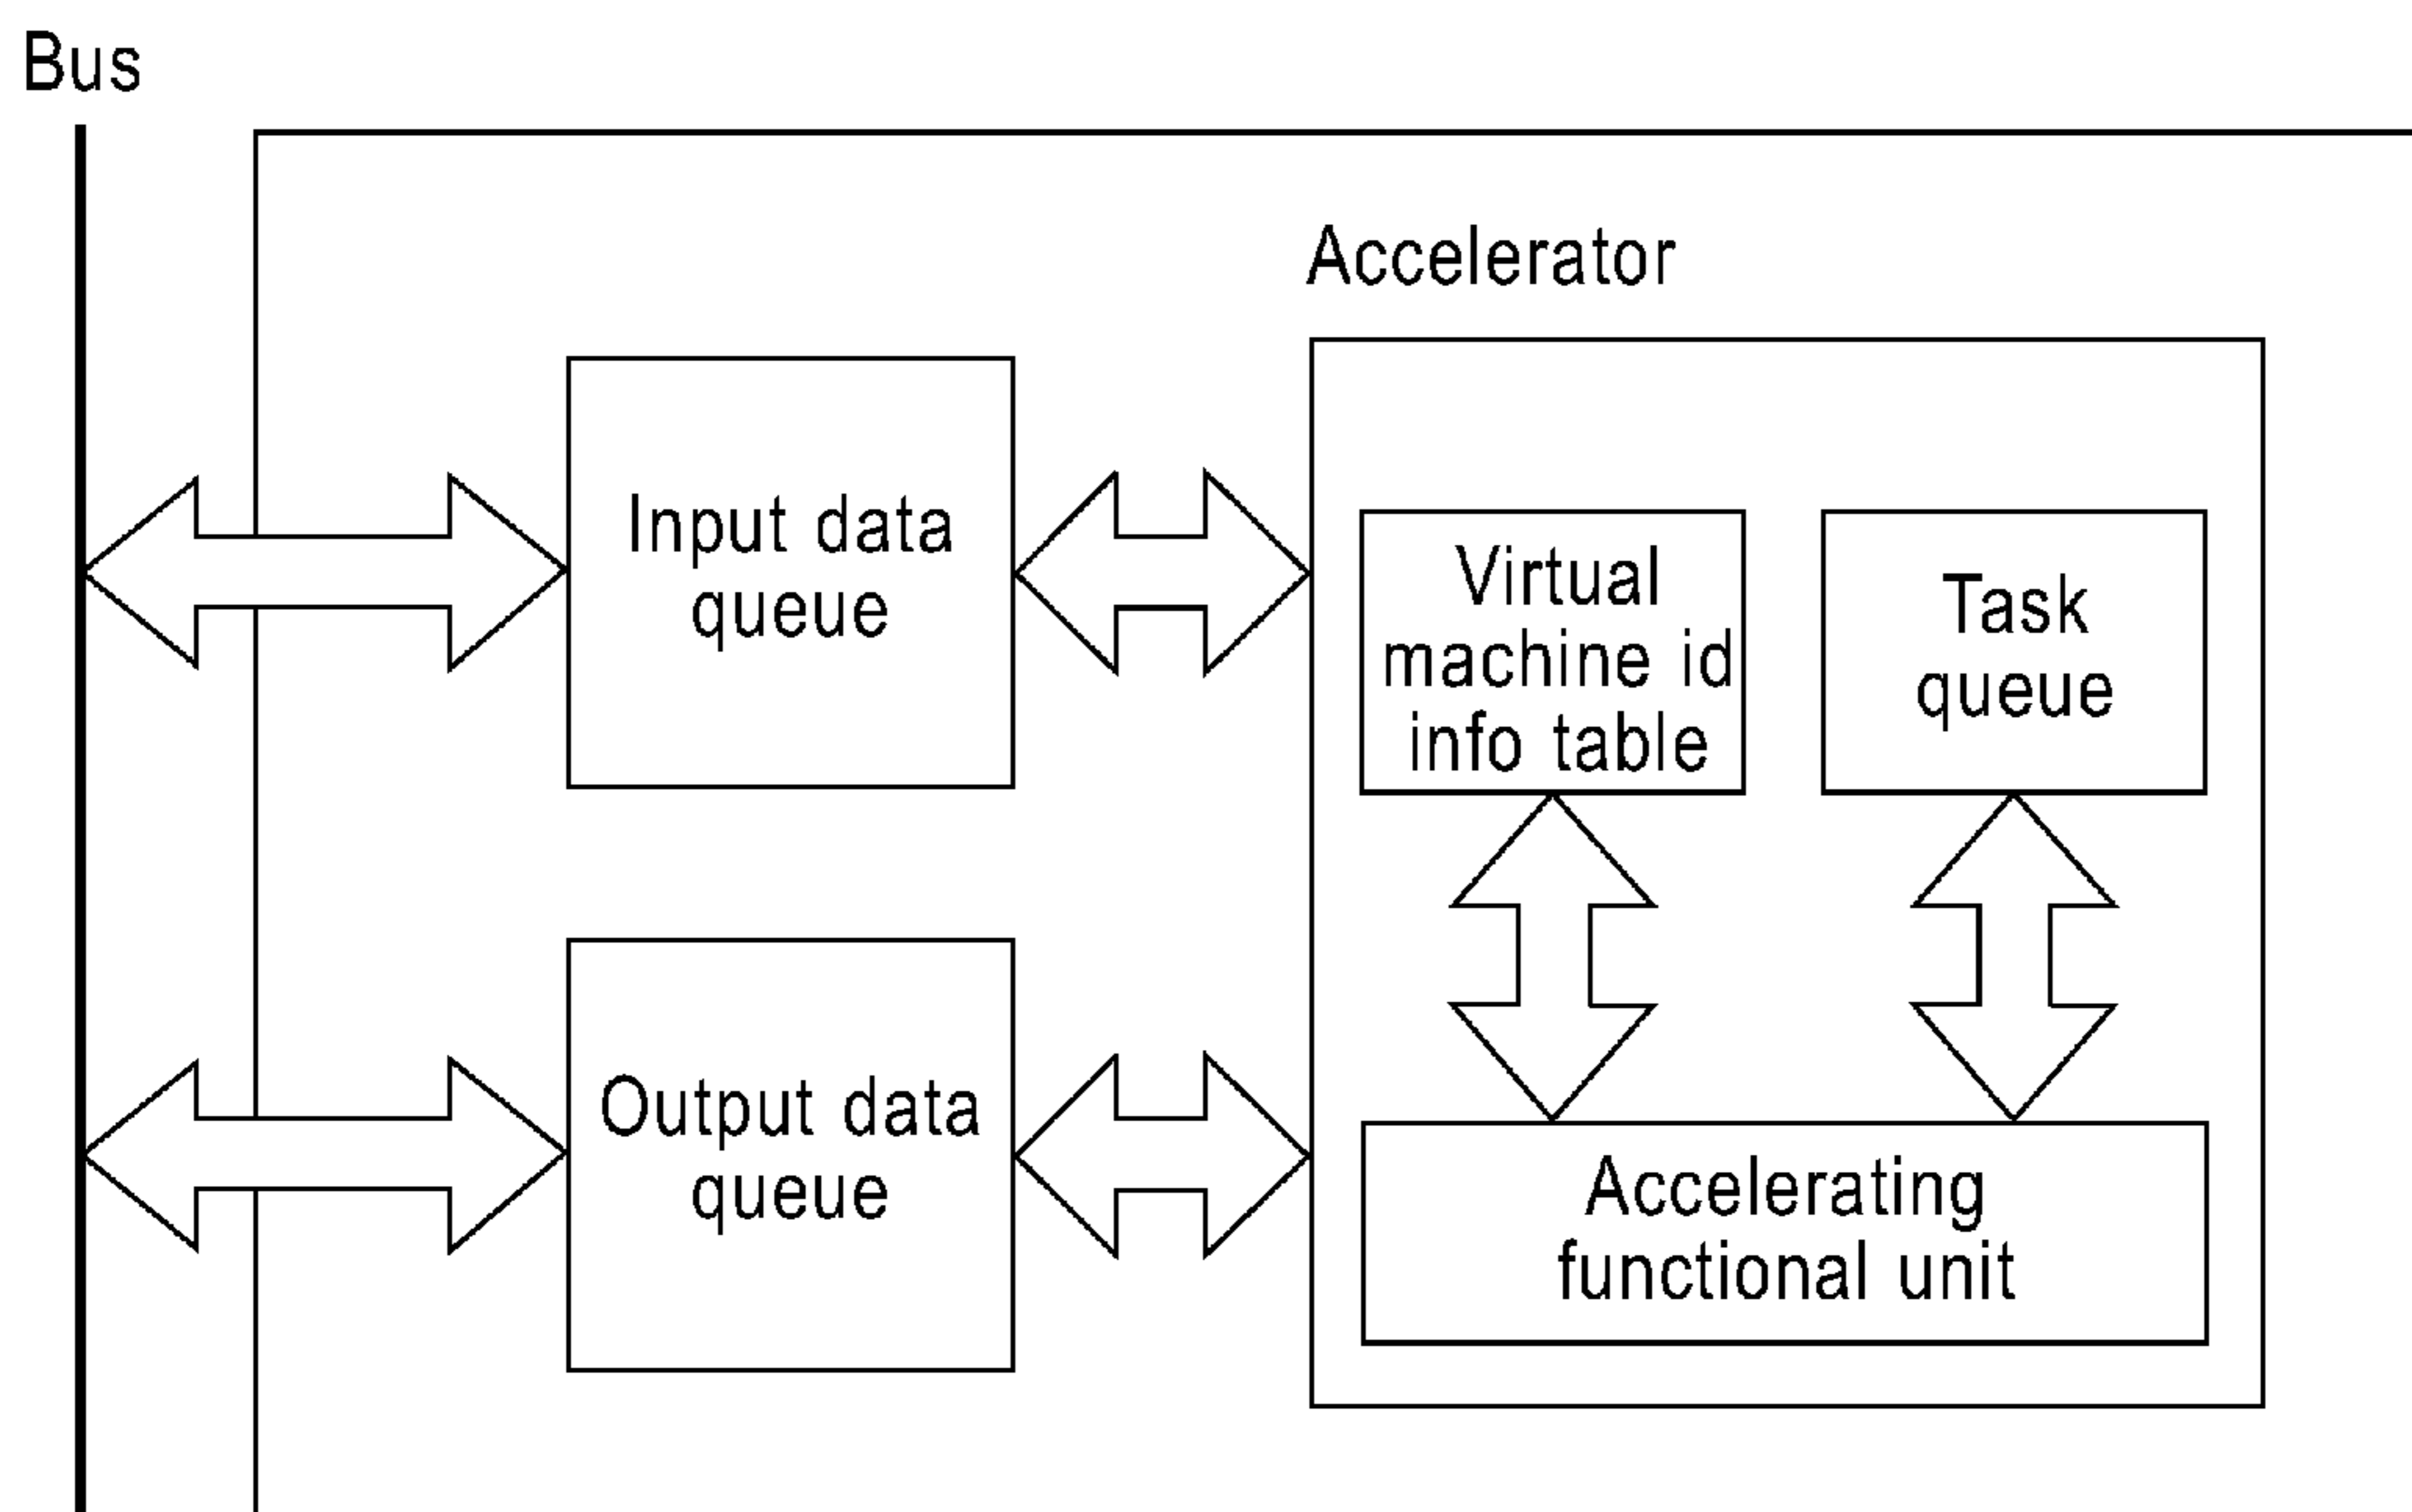 Bus
Accelerator
Input data
queue
Virtual
machine id
info table
Task
queue
Output data
queue
Accelerating
functional unit